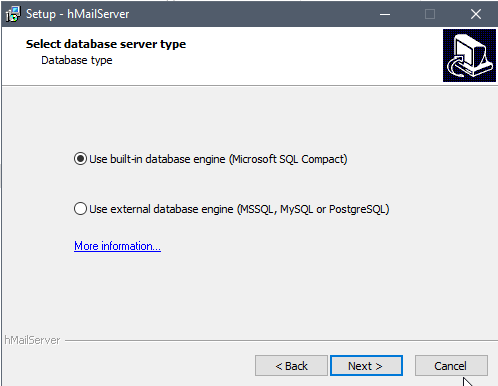 Setup - hMailServer
Select database server type
Database type
Use built-in database engine (Microsoft SQL Compact)
Use external database engine (MSSQL, MySQL or PostgreSQL)
More information...
hMailServer
< Back
Next >
Cancel